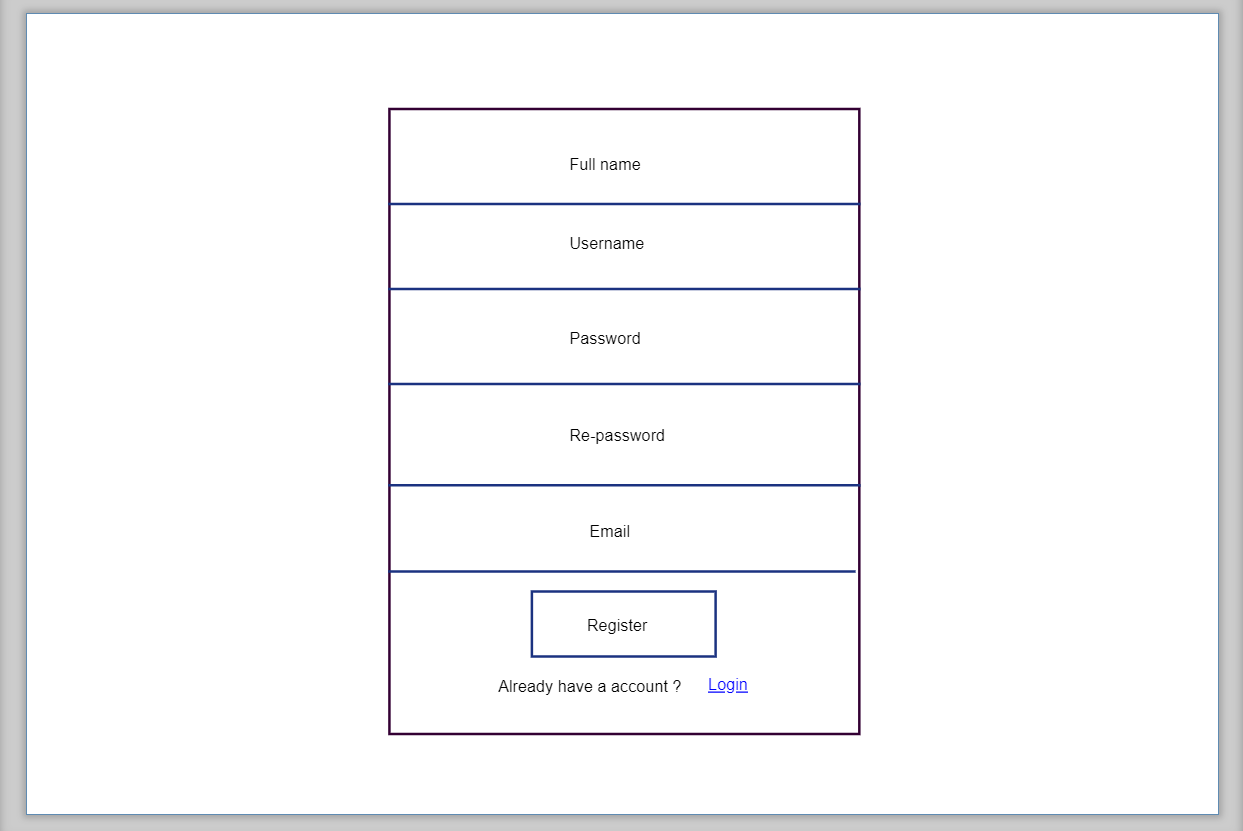 Full name
Username
Password
Re-password
Email
Register
Already have a account ? Login